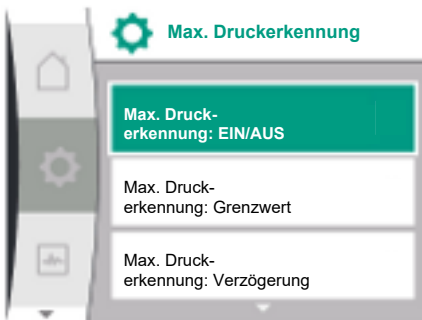 Max. Druckerkennung
Max. Druck-
erkennung: EIN/AUS
Max. Druck-
erkennung: Grenzwert
Max. Druck-
erkennung: Verzögerung